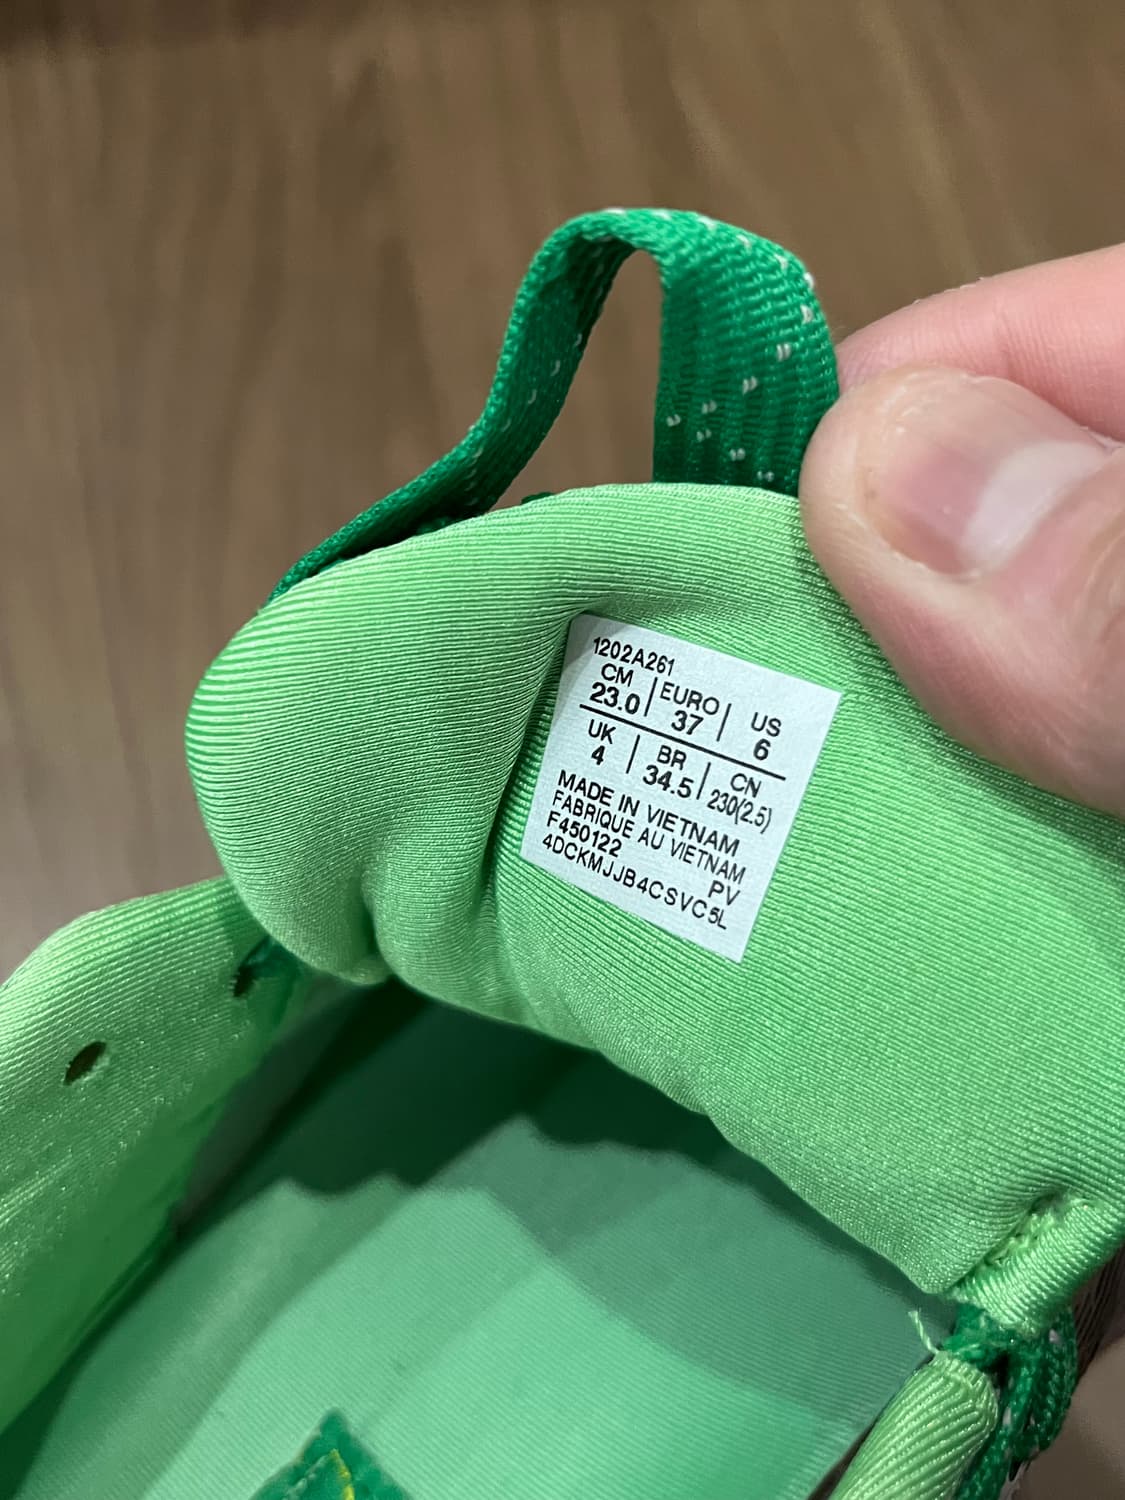 1202A261
CM | EURO | US
23.0 | 37 | 6
UK | BR | CN
4 | 34.5 | 230(2.5)
MADE IN VIETNAM
FABRIQUE AU VIETNAM
F450122 PV
4DCKMJJB4CSVC5L